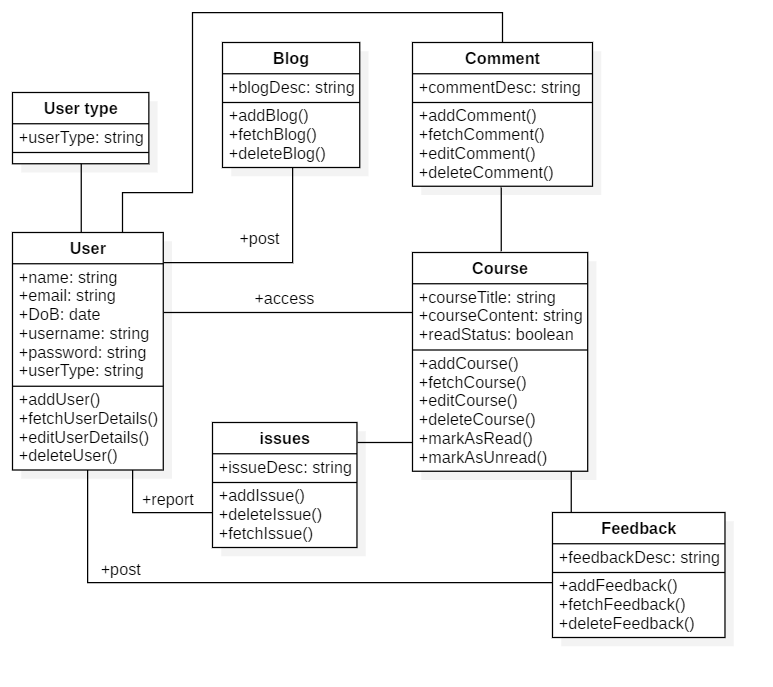 User type
+userType: string
Blog
+blogDesc: string
+addBlog()
+fetchBlog()
+deleteBlog()
Comment
+commentDesc: string
+addComment()
+fetchComment()
+editComment()
+deleteComment()
User
+name: string
+email: string
+DoB: date
+username: string
+password: string
+userType: string
+addUser()
+fetchUserDetails()
+editUserDetails()
+deleteUser()
+post
+access
Course
+courseTitle: string
+courseContent: string
+readStatus: boolean
+addCourse()
+fetchCourse()
+editCourse()
+deleteCourse()
+markAsRead()
+markAsUnread()
issues
+issueDesc: string
+addIssue()
+deleteIssue()
+fetchIssue()
+report
+post
Feedback
+feedbackDesc: string
+addFeedback()
+fetchFeedback()
+deleteFeedback()